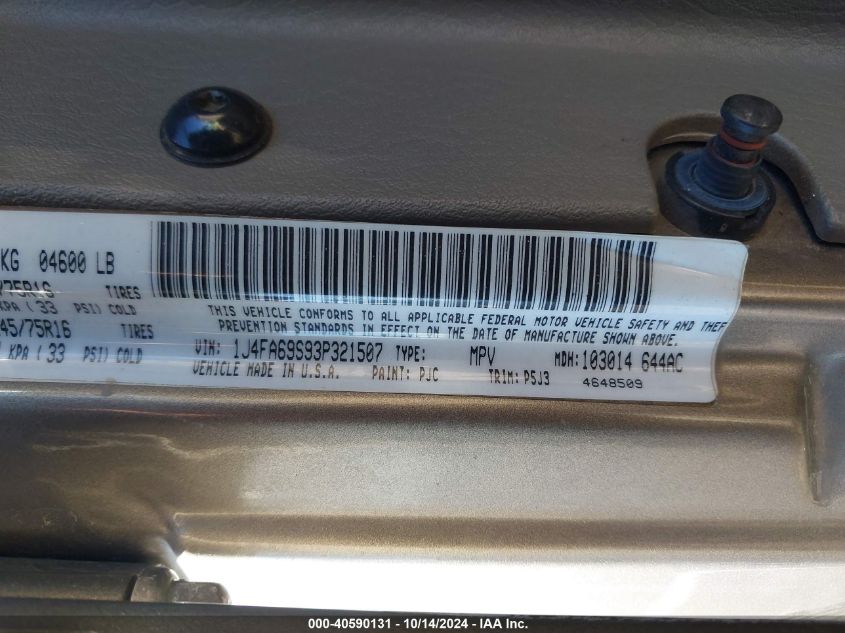 KG 04600 LB
/75R16 TIRES
KPA ( 33 PSI) COLD
45/75R16 TIRES
KPA ( 33 PSI) COLD
THIS VEHICLE CONFORMS TO ALL APPLICABLE FEDERAL MOTOR VEHICLE SAFETY AND THEFT
PREVENTION STANDARDS IN EFFECT ON THE DATE OF MANUFACTURE SHOWN ABOVE.
VIN: 1J4FA69S93P321507 TYPE: MPV MDH:103014 644AC
VEHICLE MADE IN U.S.A. PAINT: PJC TRIM: PSJ3 4648509
000-40590131 - 10/14/2024 - IAA Inc.